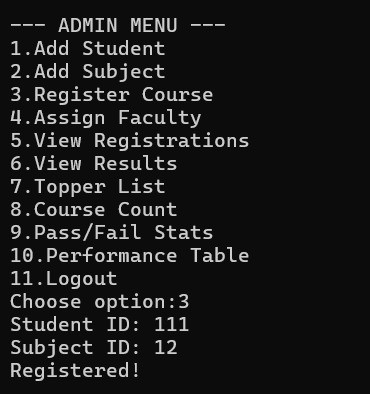 --- ADMIN MENU ---
1.Add Student
2.Add Subject
3.Register Course
4.Assign Faculty
5.View Registrations
6.View Results
7.Topper List
8.Course Count
9.Pass/Fail Stats
10.Performance Table
11.Logout
Choose option:3
Student ID: 111
Subject ID: 12
Registered!